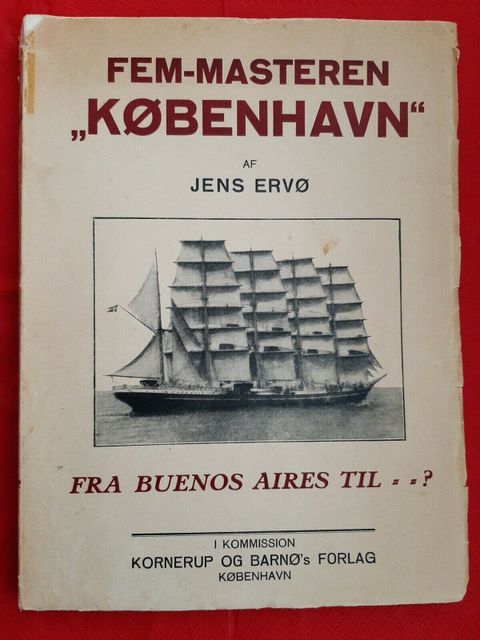 FEM-MASTEREN
„KØBENHAVN“
AF
JENS ERVØ
FRA BUENOS AIRES TIL - - ?
I KOMMISSION
KORNERUP OG BARNØ's FORLAG
KØBENHAVN